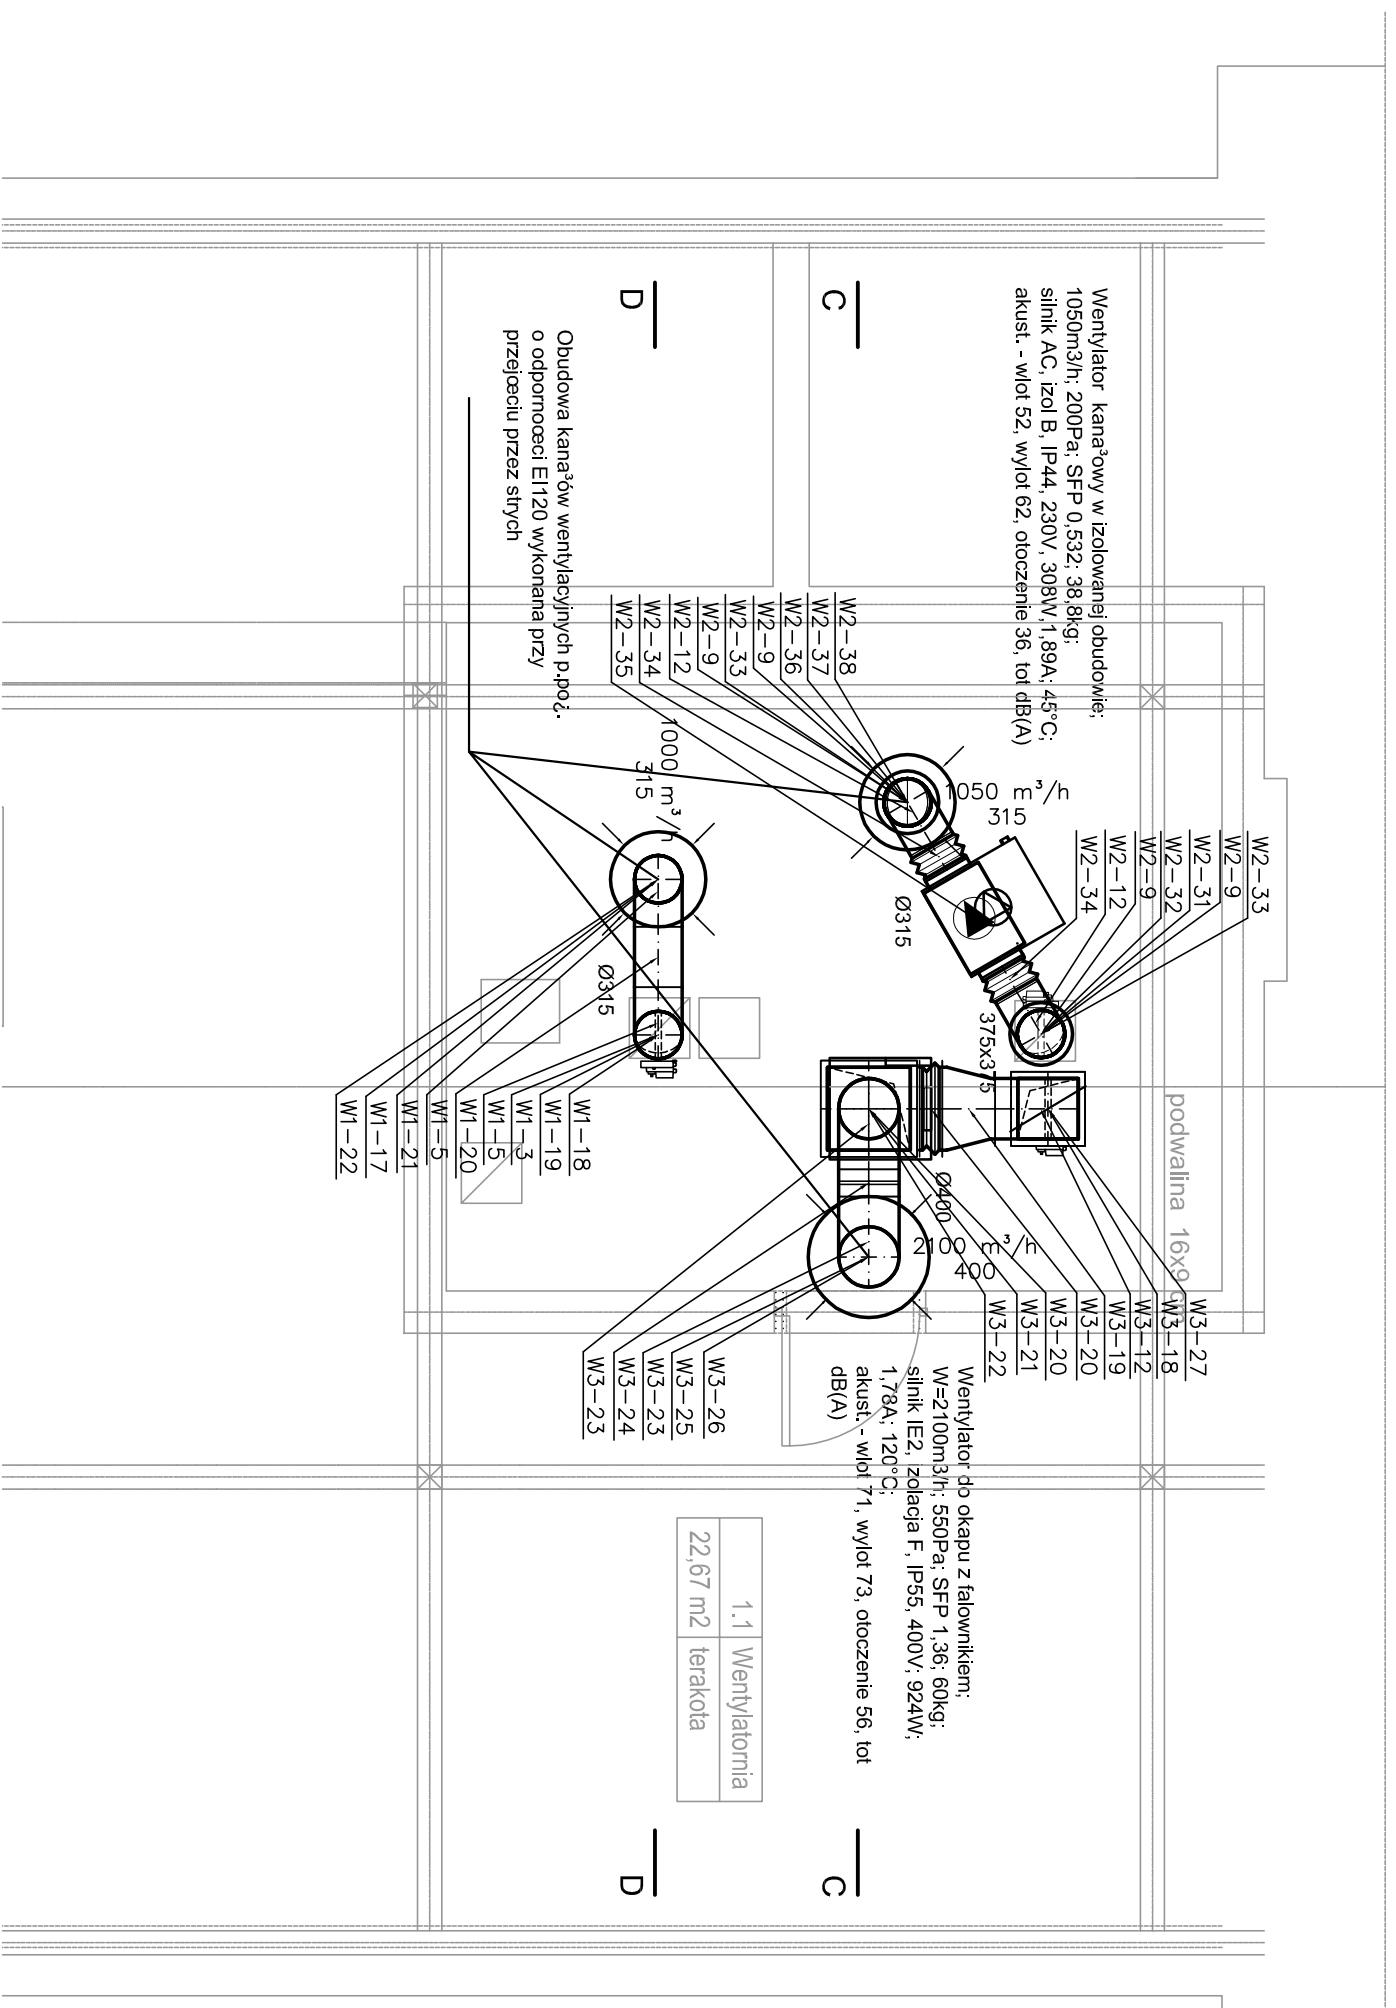 Wentylator kana³owy w izolowanej obudowie;
1050m3/h; 200Pa; SFP 0,532; 38,8kg;
silnik AC, izol B, IP44, 230V, 308W,1,89A; 45°C;
akust. - wlot 52, wylot 62, otoczenie 36, tot dB(A)
C
D
Obudowa kana³ów wentylacyjnych p.po¿.
o odpornoœci EI120 wykonana przy
przejœciu przez strych
W2-38
W2-37
W2-36
W2-9
W2-33
W2-9
W2-12
W2-34
W2-35
1050 m³/h
315
1000 m³/h
315
W2-33
W2-9
W2-31
W2-32
W2-9
W2-12
W2-34
Ø315
Ø315
375x375
podwalina 16x9 cm
W1-18
W1-19
W1-3
W1-5
W1-20
W1-5
W1-21
W1-17
W1-22
Ø400
2100 m³/h
400
W3-27
W3-18
W3-12
W3-19
W3-20
W3-20
W3-21
W3-22
W3-26
W3-25
W3-23
W3-24
W3-23
Wentylator do okapu z falownikiem;
W=2100m3/h; 550Pa; SFP 1,36; 60kg;
silnik IE2, izolacja F, IP55, 400V; 924W;
1,78A; 120°C;
akust. - wlot 71, wylot 73, otoczenie 56, tot
dB(A)
1.1 Wentylatornia
22,67 m2 terakota
C
D